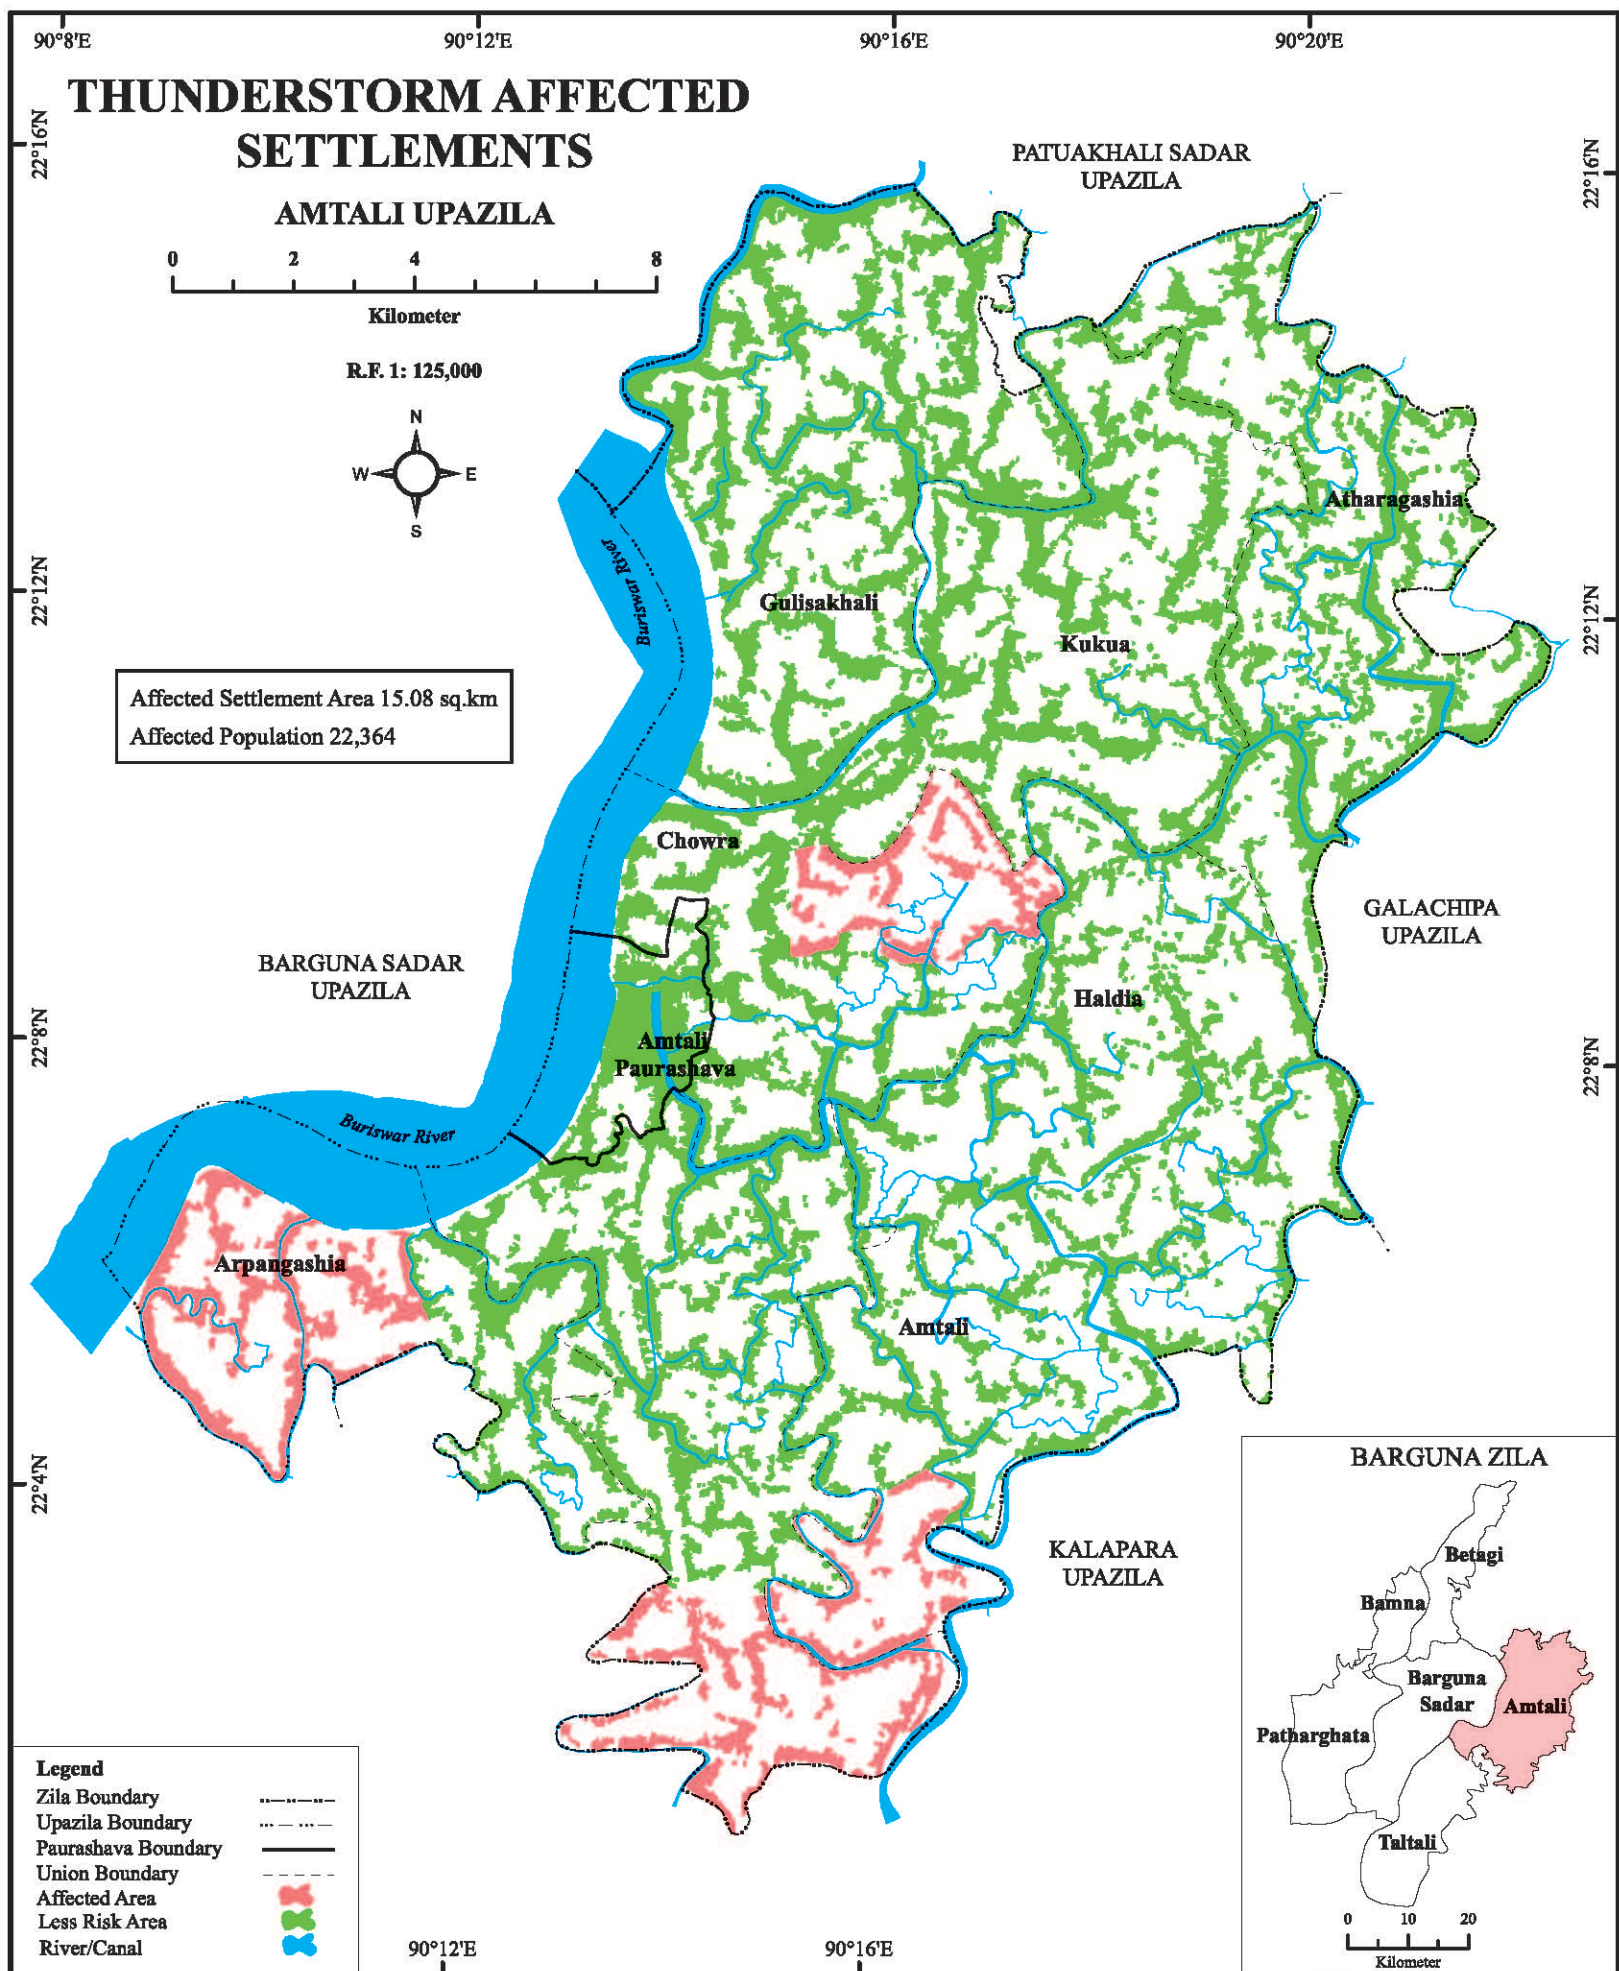 90°8'E
90°12'E
90°16'E
90°20'E
THUNDERSTORM AFFECTED
SETTLEMENTS
AMTALI UPAZILA
0 2 4 8
Kilometer
R.F. 1: 125,000
N
W E
S
22°16'N
22°16'N
PATUAKHALI SADAR
UPAZILA
Atharagashia
Buriswar River
22°12'N
22°12'N
Gulisakhali
Kukua
Affected Settlement Area 15.08 sq.km
Affected Population 22,364
Chowra
GALACHIPA
UPAZILA
BARGUNA SADAR
UPAZILA
Haldia
22°8'N
22°8'N
Amtali
Paurashava
Buriswar River
Arpangashia
Amtali
22°4'N
KALAPARA
UPAZILA
BARGUNA ZILA
Betagi
Bamna
Barguna
Sadar
Amtali
Patharghata
Taltali
0 10 20
Kilometer
Legend
Zila Boundary
Upazila Boundary
Paurashava Boundary
Union Boundary
Affected Area
Less Risk Area
River/Canal
90°12'E
90°16'E